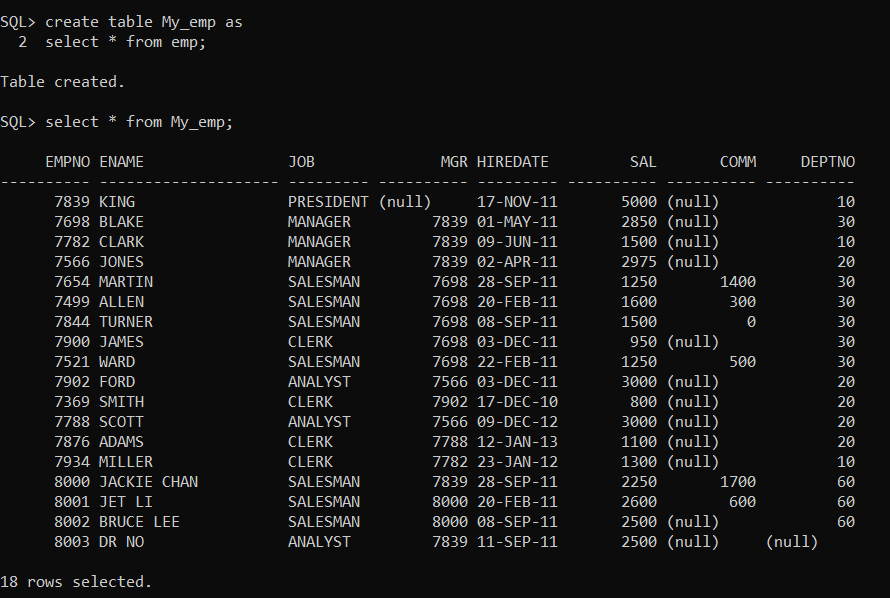 SQL> create table My_emp as
  2  select * from emp;
Table created.
SQL> select * from My_emp;
     EMPNO ENAME                JOB              MGR HIREDATE         SAL       COMM     DEPTNO
---------- -------------------- --------- ---------- --------- ---------- ---------- ----------
      7839 KING                 PRESIDENT (null)     17-NOV-11       5000 (null)             10
      7698 BLAKE                MANAGER         7839 01-MAY-11       2850 (null)             30
      7782 CLARK                MANAGER         7839 09-JUN-11       1500 (null)             10
      7566 JONES                MANAGER         7839 02-APR-11       2975 (null)             20
      7654 MARTIN               SALESMAN        7698 28-SEP-11       1250       1400         30
      7499 ALLEN                SALESMAN        7698 20-FEB-11       1600        300         30
      7844 TURNER               SALESMAN        7698 08-SEP-11       1500          0         30
      7900 JAMES                CLERK           7698 03-DEC-11        950 (null)             30
      7521 WARD                 SALESMAN        7698 22-FEB-11       1250        500         30
      7902 FORD                 ANALYST         7566 03-DEC-11       3000 (null)             20
      7369 SMITH                CLERK           7902 17-DEC-10        800 (null)             20
      7788 SCOTT                ANALYST         7566 09-DEC-12       3000 (null)             20
      7876 ADAMS                CLERK           7788 12-JAN-13       1100 (null)             20
      7934 MILLER               CLERK           7782 23-JAN-12       1300 (null)             10
      8000 JACKIE CHAN          SALESMAN        7839 28-SEP-11       2250       1700         60
      8001 JET LI               SALESMAN        8000 20-FEB-11       2600        600         60
      8002 BRUCE LEE            SALESMAN        8000 08-SEP-11       2500 (null)             60
      8003 DR NO                ANALYST         7839 11-SEP-11       2500 (null)     (null)
18 rows selected.